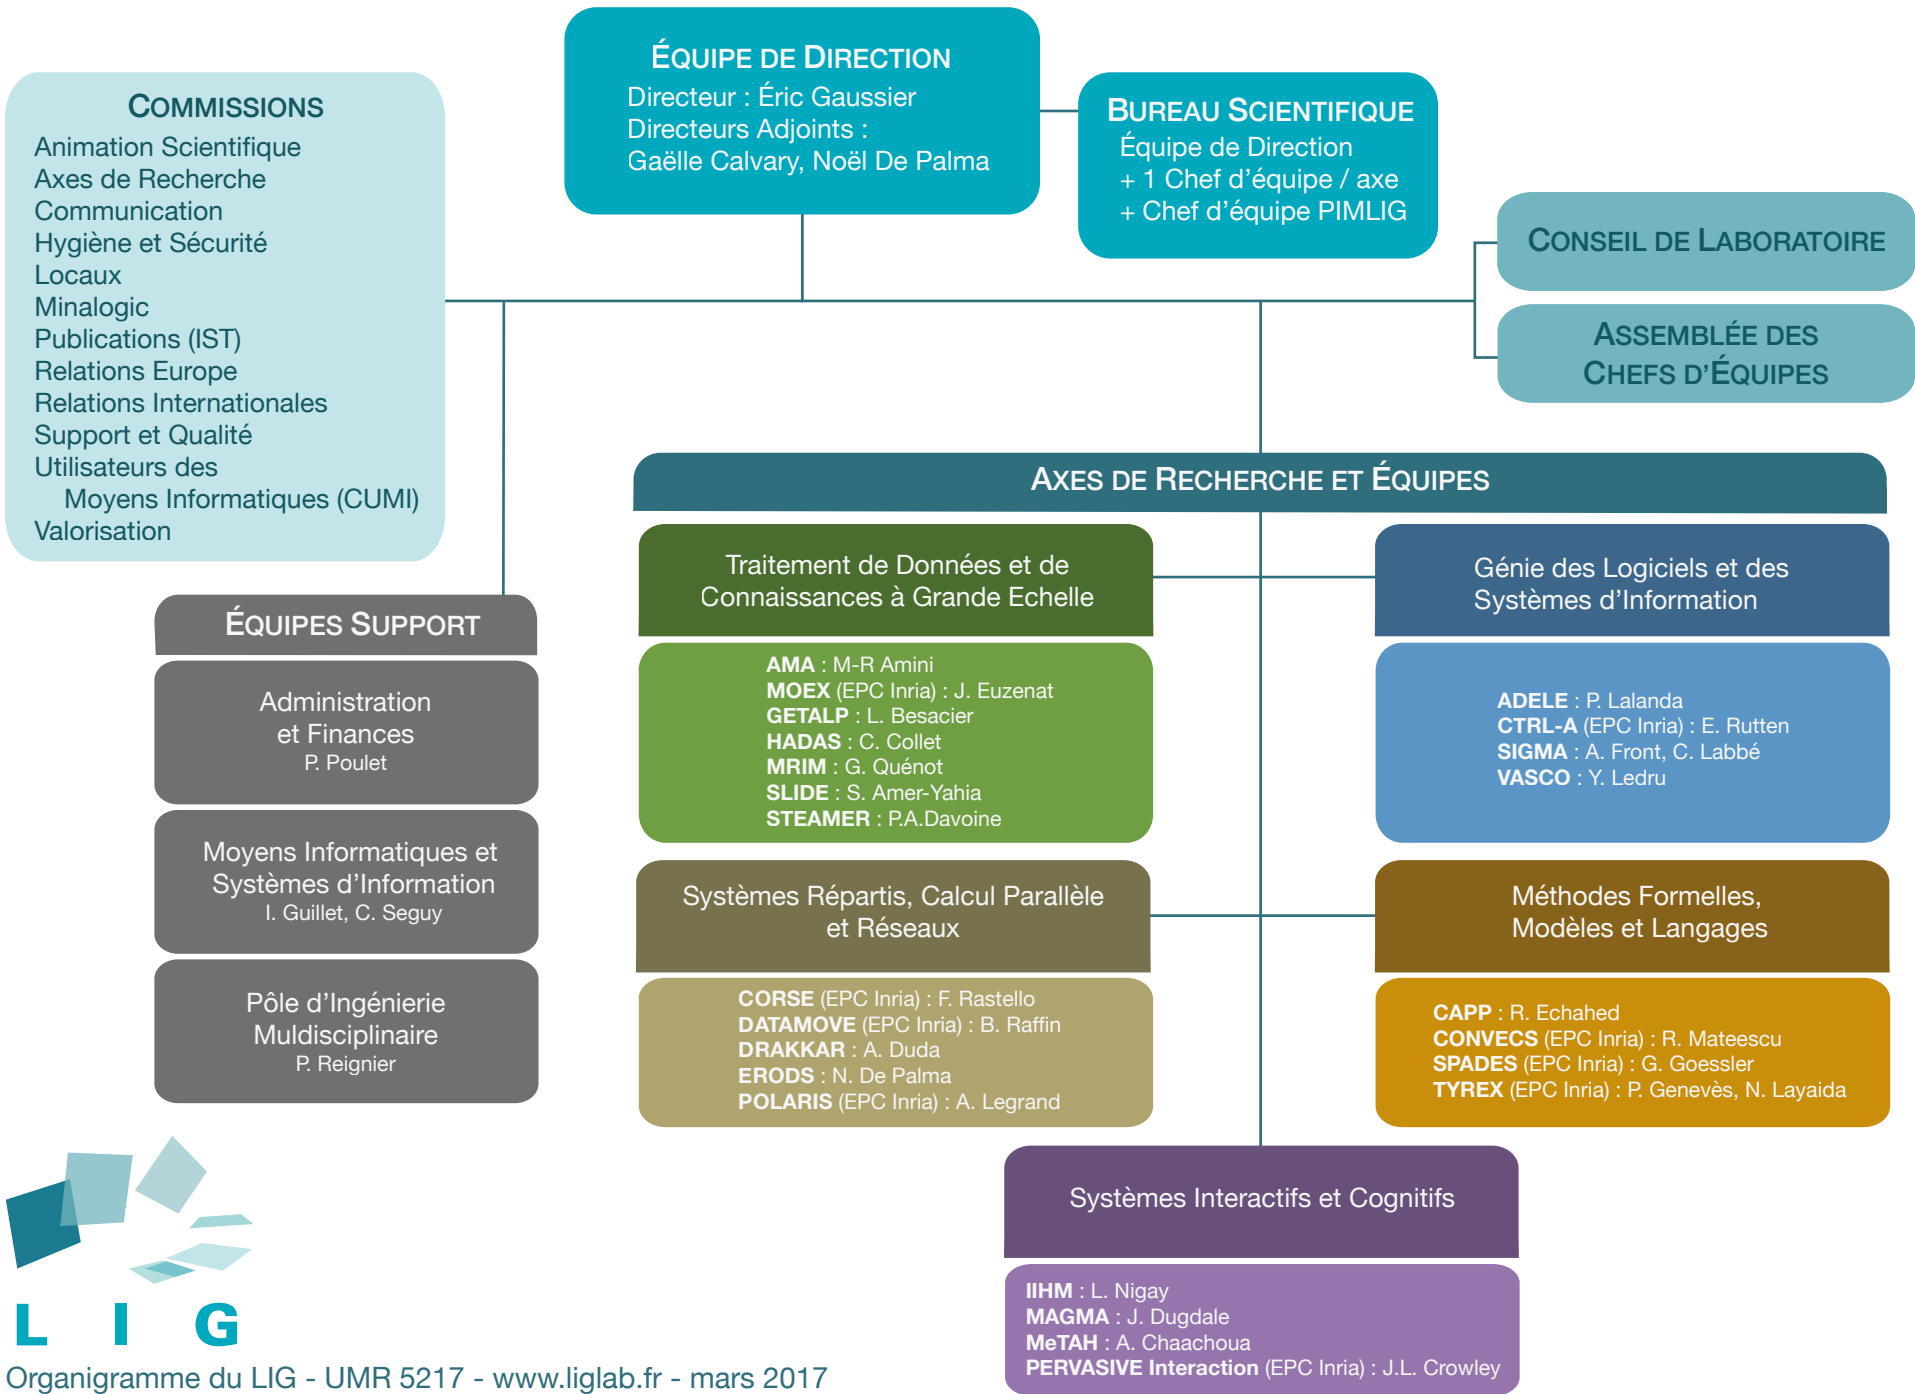 ÉQUIPE DE DIRECTION
Directeur : Éric Gaussier
Directeurs Adjoints :
Gaëlle Calvary, Noël De Palma
BUREAU SCIENTIFIQUE
Équipe de Direction
+ 1 Chef d’équipe / axe
+ Chef d’équipe PIMLIG
COMMISSIONS
Animation Scientifique
Axes de Recherche
Communication
Hygiène et Sécurité
Locaux
Minalogic
Publications (IST)
Relations Europe
Relations Internationales
Support et Qualité
Utilisateurs des
Moyens Informatiques (CUMI)
Valorisation
CONSEIL DE LABORATOIRE
ASSEMBLÉE DES
CHEFS D’ÉQUIPES
ÉQUIPES SUPPORT
Administration
et Finances
P. Poulet
Moyens Informatiques et
Systèmes d’Information
I. Guillet, C. Seguy
Pôle d’Ingénierie
Muldisciplinaire
P. Reignier
AXES DE RECHERCHE ET ÉQUIPES
Traitement de Données et de
Connaissances à Grande Echelle
AMA : M-R Amini
MOEX (EPC Inria) : J. Euzenat
GETALP : L. Besacier
HADAS : C. Collet
MRIM : G. Quénot
SLIDE : S. Amer-Yahia
STEAMER : P.A.Davoine
Génie des Logiciels et des
Systèmes d’Information
ADELE : P. Lalanda
CTRL-A (EPC Inria) : E. Rutten
SIGMA : A. Front, C. Labbé
VASCO : Y. Ledru
Systèmes Répartis, Calcul Parallèle
et Réseaux
CORSE (EPC Inria) : F. Rastello
DATAMOVE (EPC Inria) : B. Raffin
DRAKKAR : A. Duda
ERODS : N. De Palma
POLARIS (EPC Inria) : A. Legrand
Méthodes Formelles,
Modèles et Langages
CAPP : R. Echahed
CONVECS (EPC Inria) : R. Mateescu
SPADES (EPC Inria) : G. Goessler
TYREX (EPC Inria) : P. Genevès, N. Layaida
Systèmes Interactifs et Cognitifs
IIHM : L. Nigay
MAGMA : J. Dugdale
MeTAH : A. Chaachoua
PERVASIVE Interaction (EPC Inria) : J.L. Crowley
L I G
Organigramme du LIG - UMR 5217 - www.liglab.fr - mars 2017